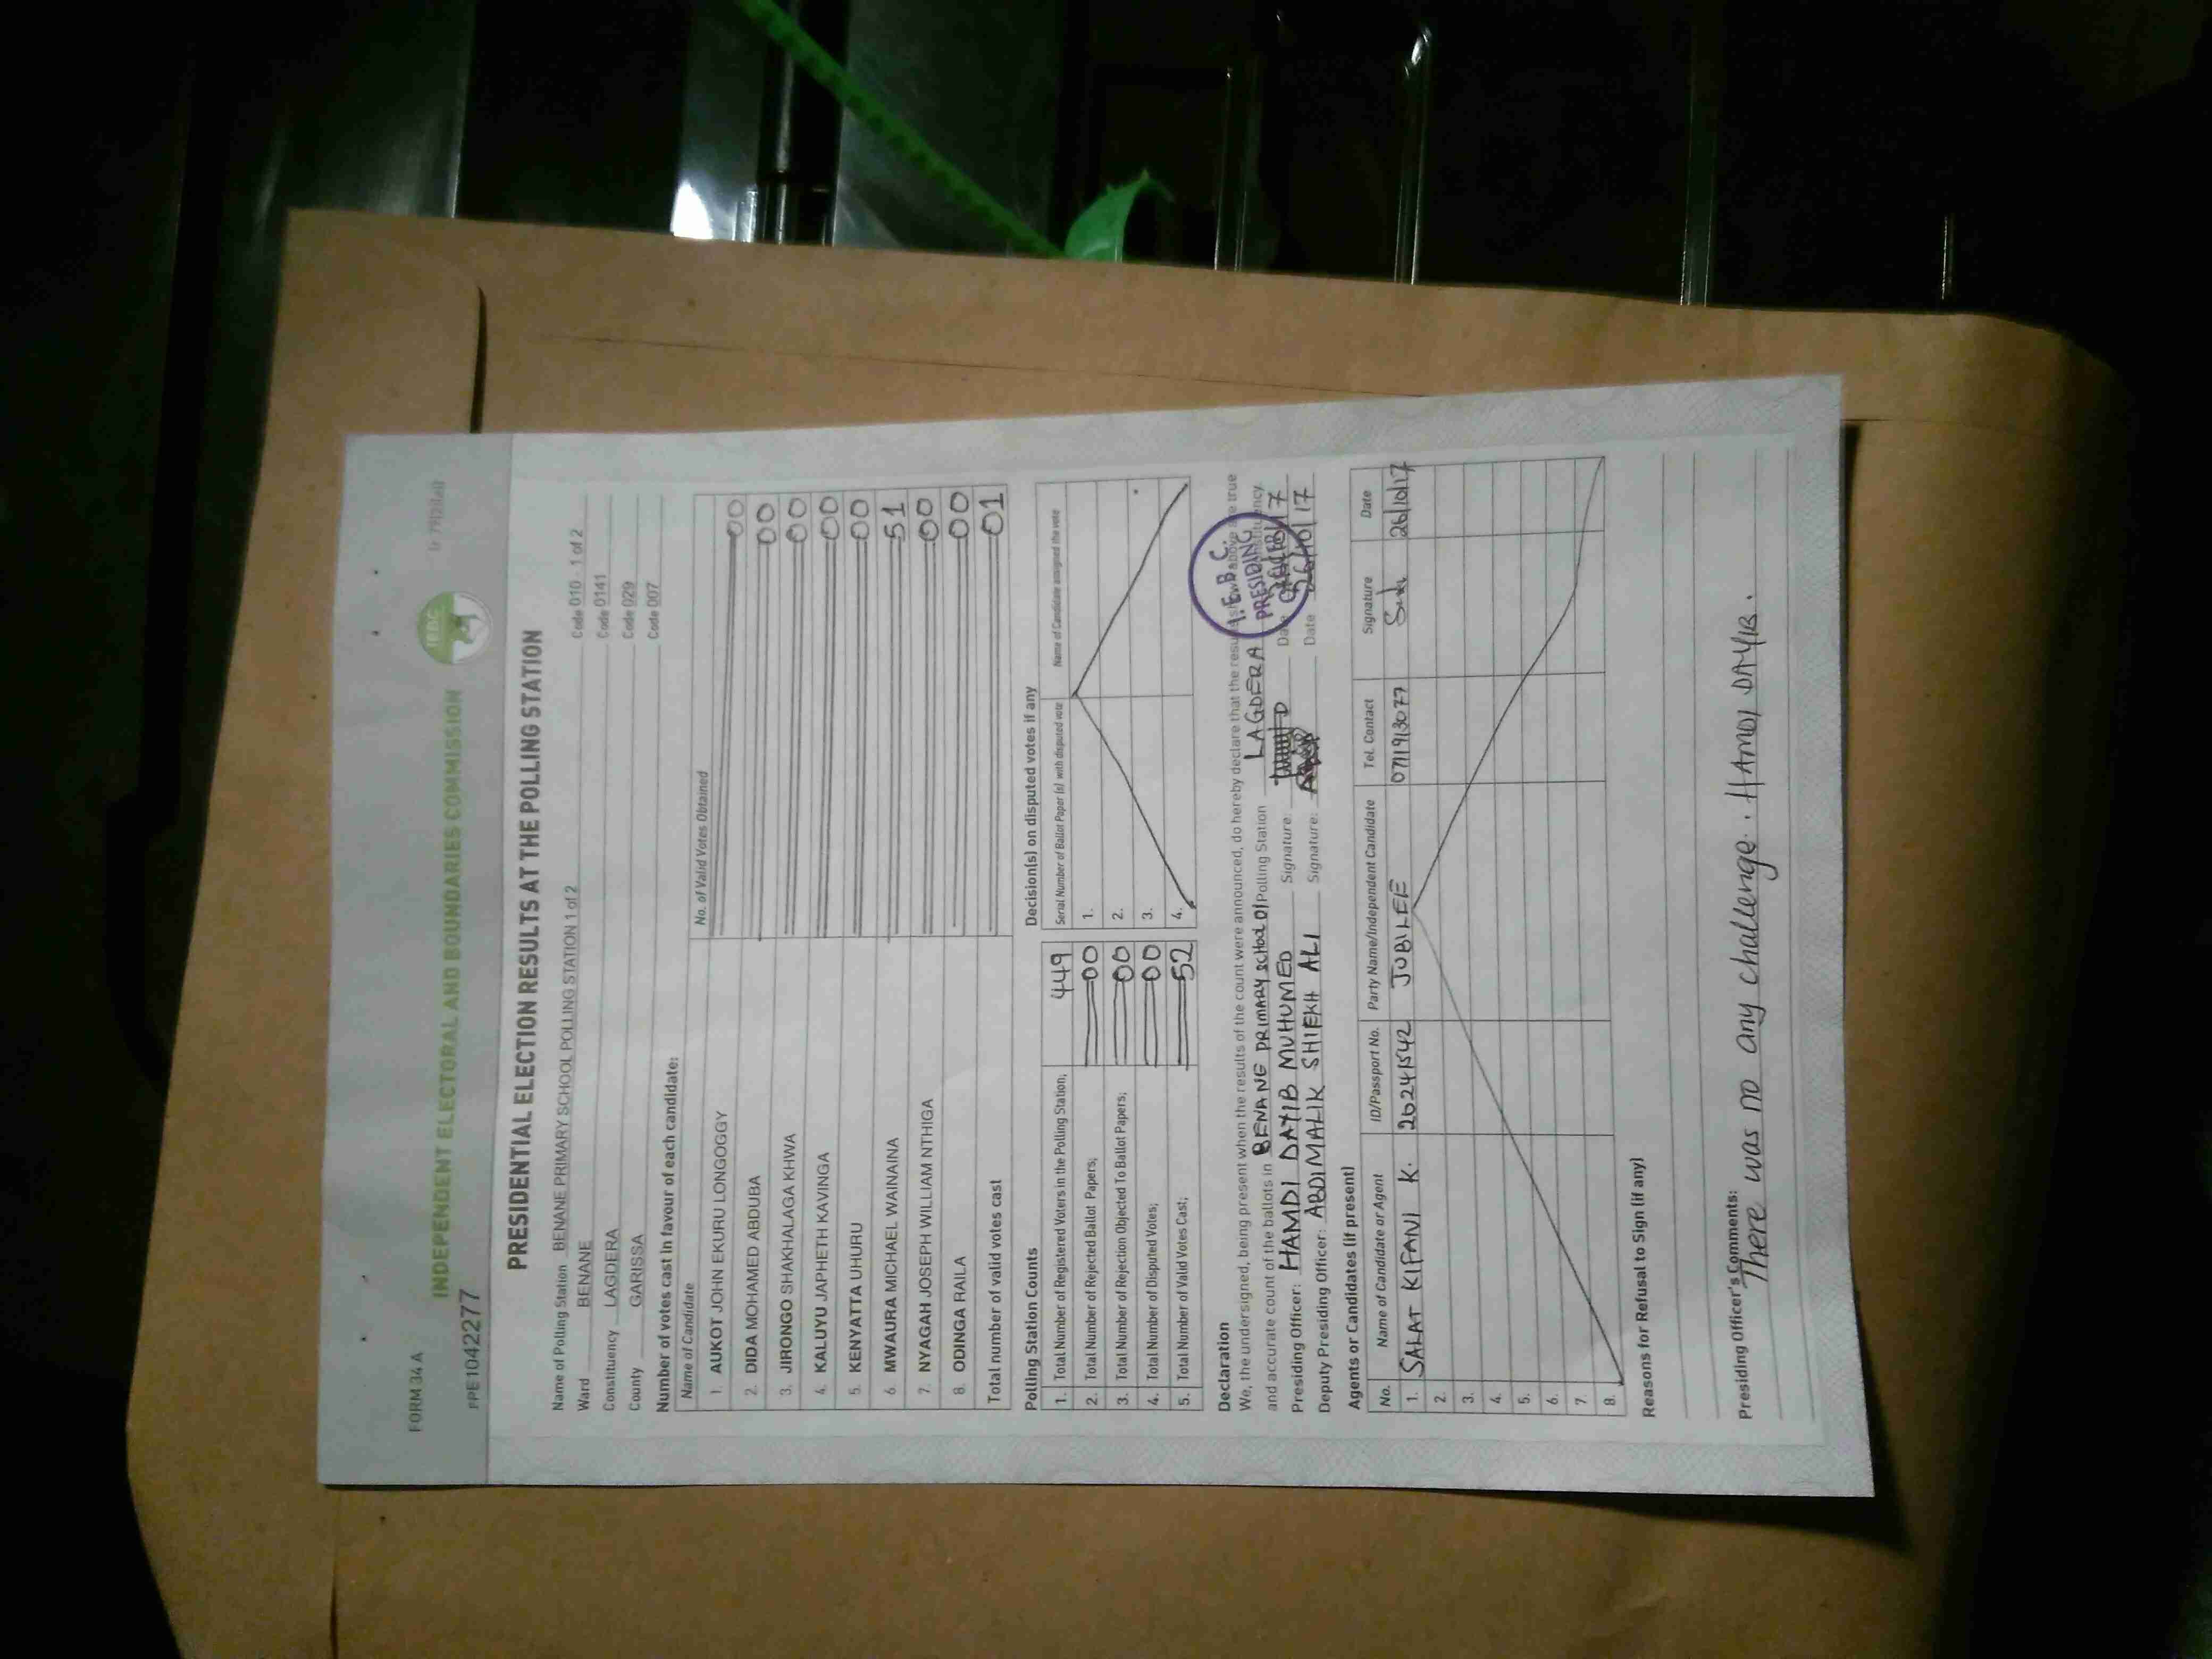 FORM 34 A
INDEPENDENT ELECTORAL AND BOUNDARIES COMMISSION
IEBC
PPE1042277
PRESIDENTIAL ELECTION RESULTS AT THE POLLING STATION
Name of Polling Station BENANE PRIMARY SCHOOL POLLING STATION 1 of 2 Code 010 - 1 of 2
Ward BENANE Code 0141
Constituency LAGDERA Code 029
County GARISSA Code 007
Number of votes cast in favour of each candidate:
Name of Candidate No. of Valid Votes Obtained
1. AUKOT JOHN EKURU LONGOGGY 00
2. DIDA MOHAMED ABDUBA 00
3. JIRONGO SHAKHALAGA KHWA 00
4. KALUYU JAPHETH KAVINGA 00
5. KENYATTA UHURU 00
6. MWAURA MICHAEL WAINAINA 51
7. NYAGAH JOSEPH WILLIAM NTHIGA 00
8. ODINGA RAILA 00
Total number of valid votes cast 01
Polling Station Counts
1. Total Number of Registered Voters in the Polling Station; 449
2. Total Number of Rejected Ballot Papers; 00
3. Total Number of Rejection Objected To Ballot Papers; 00
4. Total Number of Disputed Votes; 00
5. Total Number of Valid Votes Cast; 52
Decision(s) on disputed votes if any
Serial Number of Ballot Paper (s) with disputed vote Name of Candidate assigned the vote
1.
2.
3.
4.
Declaration
We, the undersigned, being present when the results of the count were announced, do hereby declare that the results shown above are true
and accurate count of the ballots in BENANE PRIMARY school 01 Polling Station LAGDERA Constituency.
Presiding Officer: HAMDI DAYIB MUHUMED Signature: Date
Deputy Presiding Officer: ABDIMALIK SHIEKH ALI Signature: Date 26/10/17
I.E.B.C.
PRESIDING
OFFICER
Agents or Candidates (if present)
No. Name of Candidate or Agent ID/Passport No. Party Name/Independent Candidate Tel. Contact Signature Date
1. SALAT KIFANI K. 26241542 JUBILEE 071913077 26/10/17
2.
3.
4.
5.
6.
7.
8.
Reasons for Refusal to Sign (if any)
Presiding Officer's Comments:
There was no any challenge. HAMDI DAYIB.